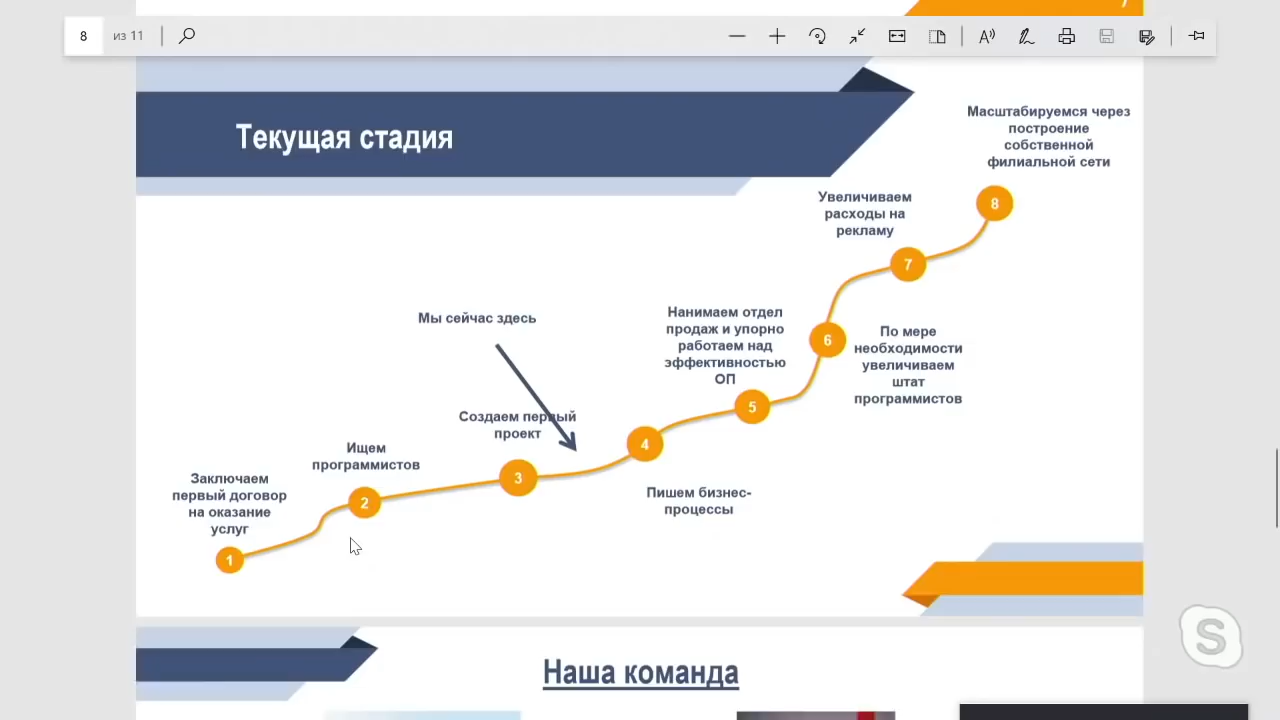 7
8 из 11
Текущая стадия
Масштабируемся через
построение
собственной
филиальной сети
8
Увеличиваем
расходы на
рекламу
7
Мы сейчас здесь
Нанимаем отдел
продаж и упорно
работаем над
эффективностью
ОП
6
По мере
необходимости
увеличиваем
штат
программистов
5
Создаем первый
проект
4
Ищем
программистов
3
Заключаем
первый договор
на оказание
услуг
2
Пишем бизнес-
процессы
1
S
Наша команда